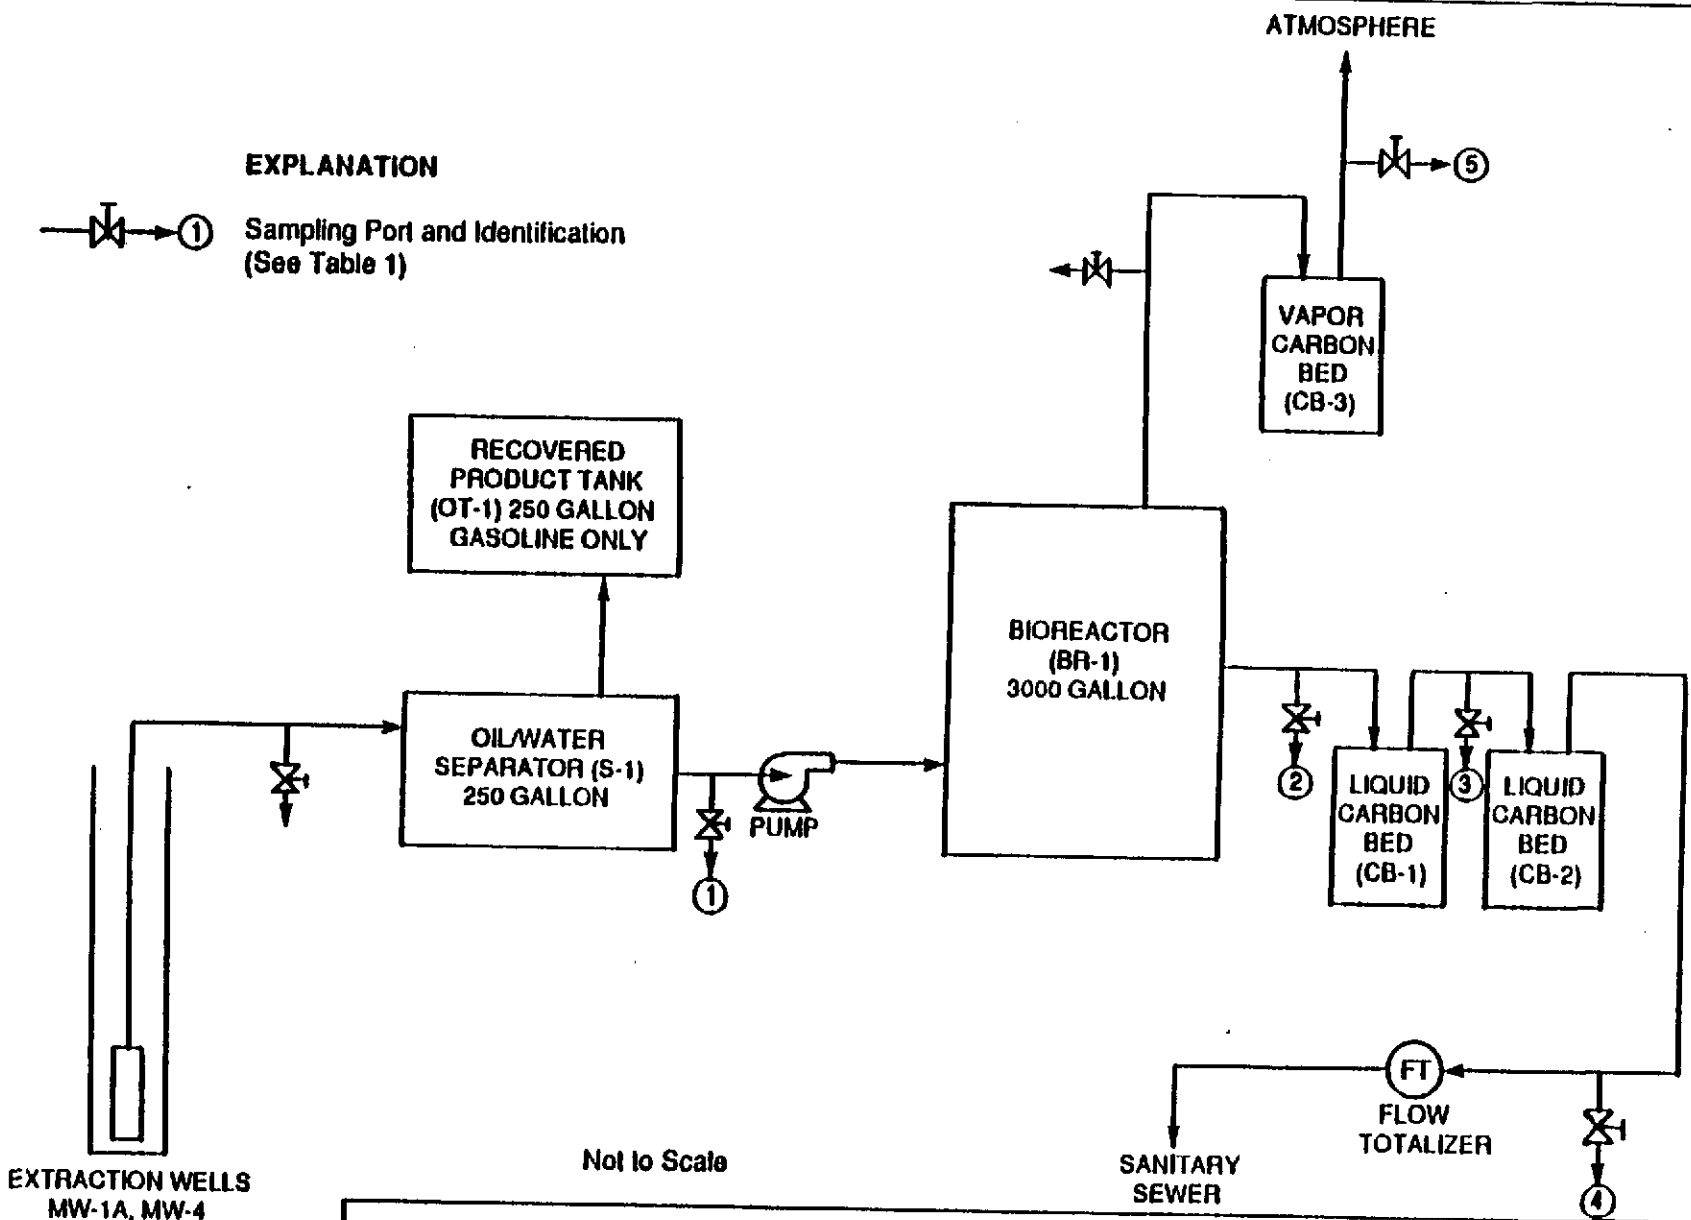 ATMOSPHERE
EXPLANATION
1
Sampling Port and Identification
(See Table 1)
5
VAPOR
CARBON
BED
(CB-3)
RECOVERED
PRODUCT TANK
(OT-1) 250 GALLON
GASOLINE ONLY
BIOREACTOR
(BR-1)
3000 GALLON
OIL/WATER
SEPARATOR (S-1)
250 GALLON
PUMP
1
2
3
LIQUID
CARBON
BED
(CB-1)
LIQUID
CARBON
BED
(CB-2)
FT
FLOW
TOTALIZER
SANITARY
SEWER
4
Not to Scale
EXTRACTION WELLS
MW-1A, MW-4